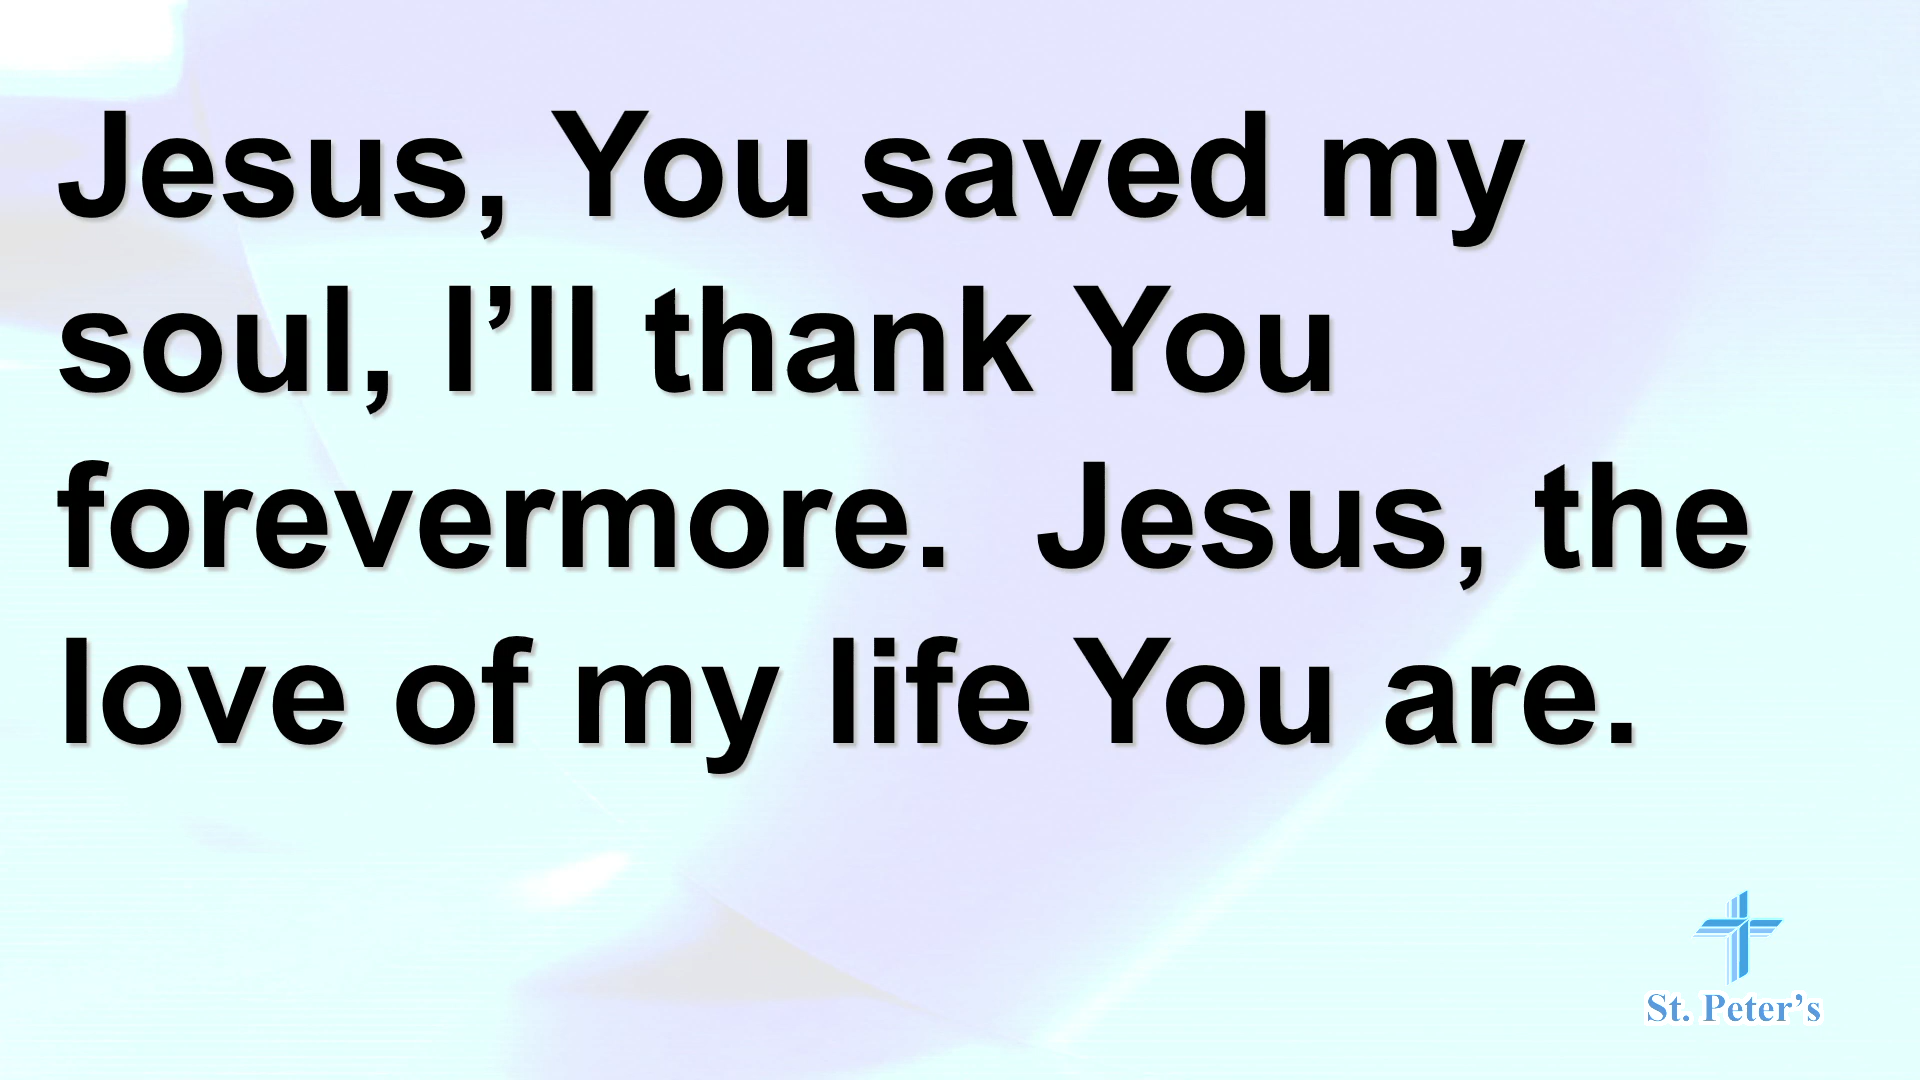 Jesus, You saved my
soul, I’ll thank You
forevermore.  Jesus, the
love of my life You are.
St. Peter’s